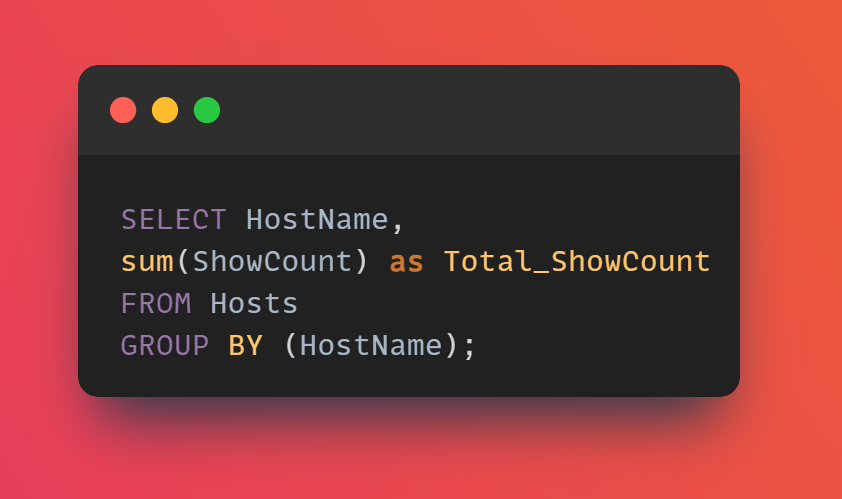 SELECT HostName,
sum(ShowCount) as Total_ShowCount
FROM Hosts
GROUP BY (HostName);